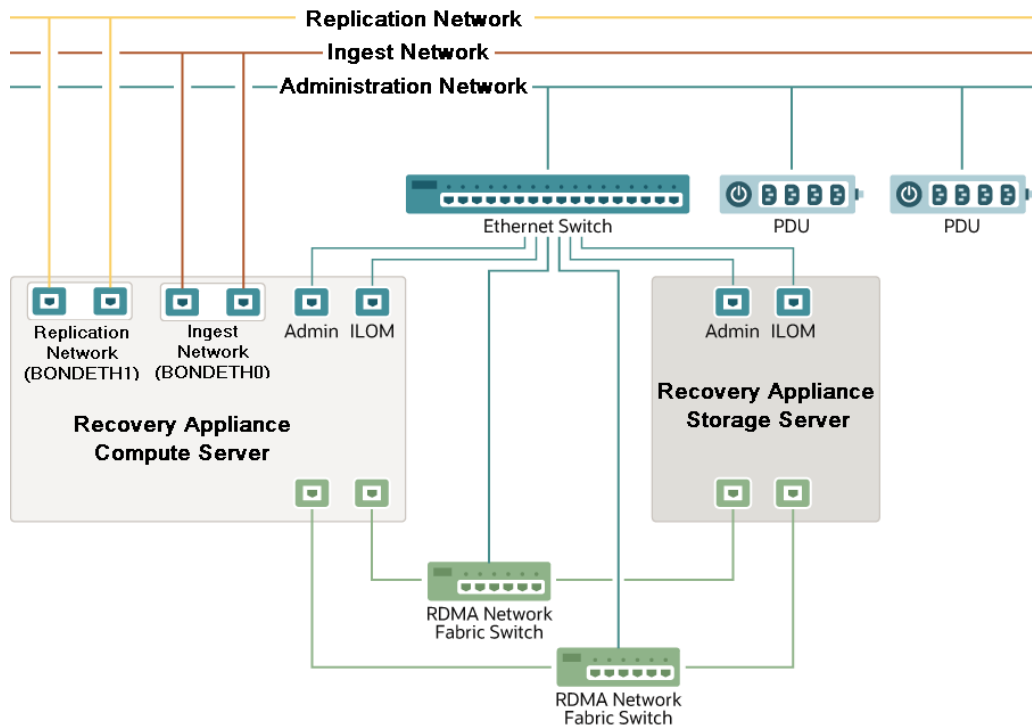 Replication Network
Ingest Network
Administration Network
Ethernet Switch
PDU
PDU
Replication
Network
(BONDETH1)
Ingest
Network
(BONDETH0)
Admin
ILOM
Admin
ILOM
Recovery Appliance
Compute Server
Recovery Appliance
Storage Server
RDMA Network
Fabric Switch
RDMA Network
Fabric Switch